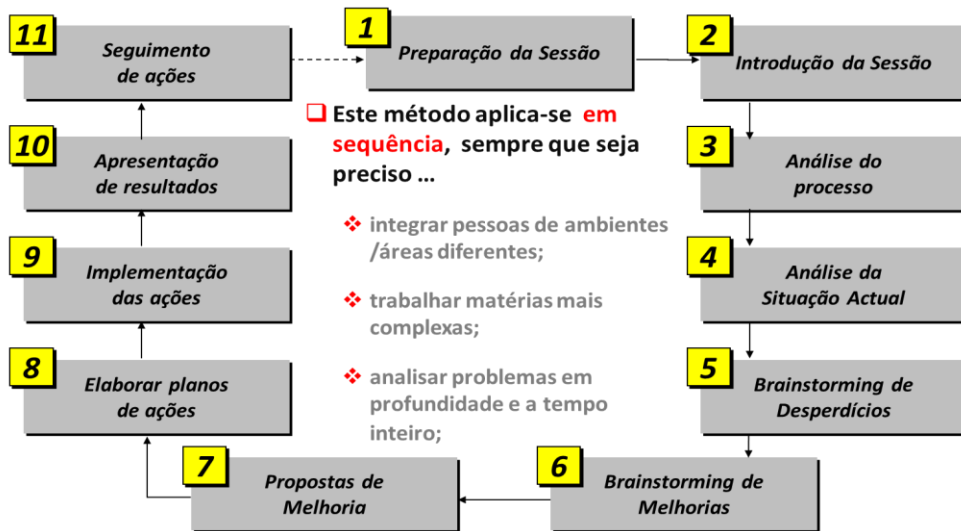 1
Preparação da Sessão
2
Introdução da Sessão
3
Análise do
processo
4
Análise da
Situação Actual
5
Brainstorming de
Desperdícios
6
Brainstorming de
Melhorias
7
Propostas de
Melhoria
8
Elaborar planos
de ações
9
Implementação
das ações
10
Apresentação
de resultados
11
Seguimento
de ações
Este método aplica-se em
sequência, sempre que seja
preciso ...
integrar pessoas de ambientes
/áreas diferentes;
trabalhar matérias mais
complexas;
analisar problemas em
profundidade e a tempo
inteiro;